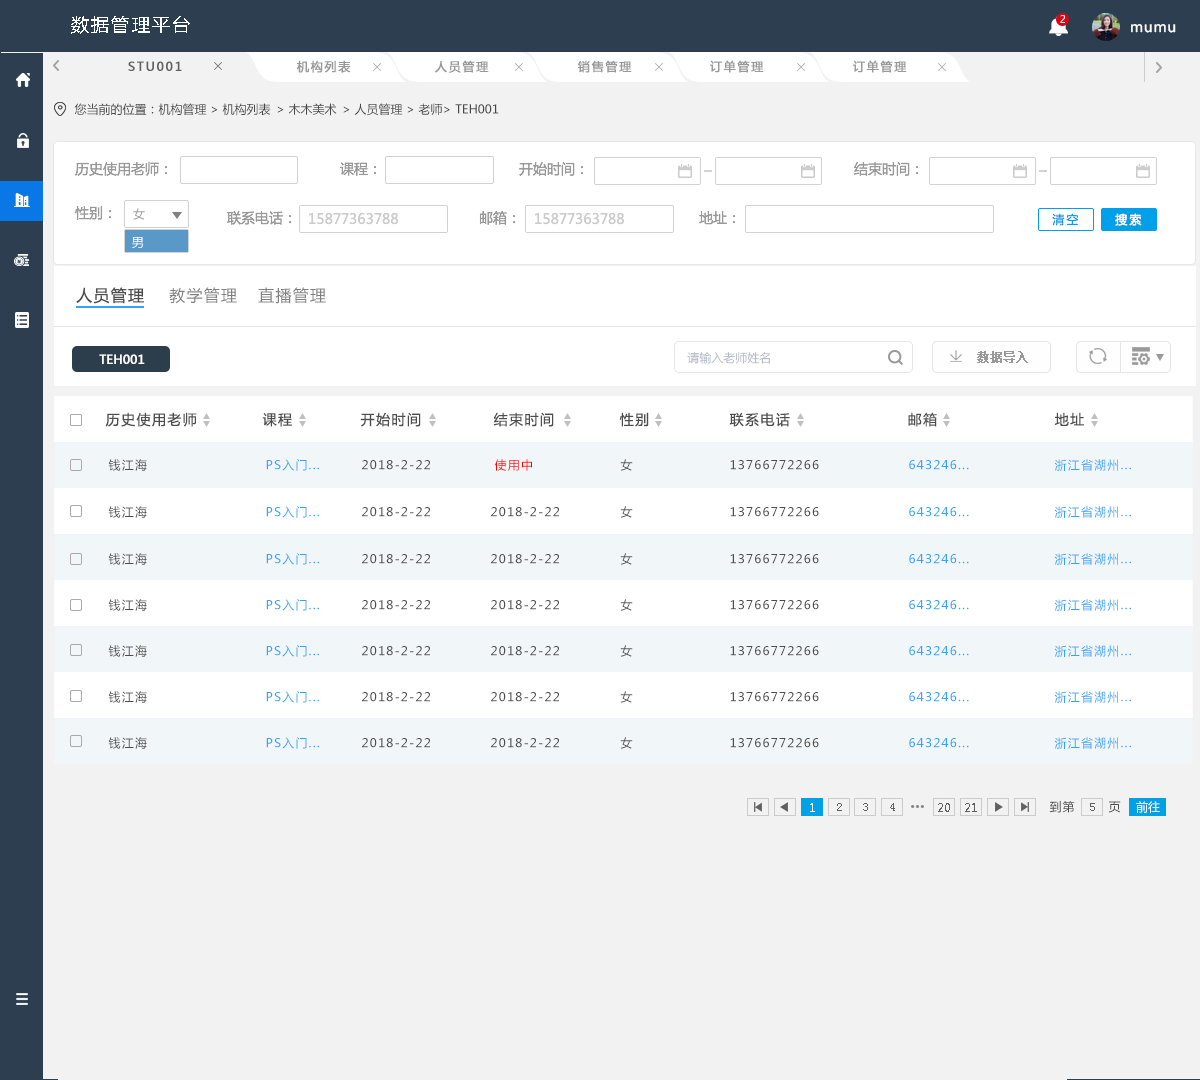 数据管理平台
2
mumu
STU001 × 机构列表 × 人员管理 × 销售管理 × 订单管理 × 订单管理 ×
您当前的位置：机构管理 > 机构列表 > 木木美术 > 人员管理 > 老师> TEH001
历史使用老师： 课程： 开始时间： – 结束时间： –
性别： 女 联系电话： 15877363788 邮箱： 15877363788 地址： 清空 搜索
男
人员管理 教学管理 直播管理
TEH001 请输入老师姓名 数据导入
历史使用老师 课程 开始时间 结束时间 性别 联系电话 邮箱 地址
钱江海 PS入门... 2018-2-22 使用中 女 13766772266 643246... 浙江省湖州...
钱江海 PS入门... 2018-2-22 2018-2-22 女 13766772266 643246... 浙江省湖州...
钱江海 PS入门... 2018-2-22 2018-2-22 女 13766772266 643246... 浙江省湖州...
钱江海 PS入门... 2018-2-22 2018-2-22 女 13766772266 643246... 浙江省湖州...
钱江海 PS入门... 2018-2-22 2018-2-22 女 13766772266 643246... 浙江省湖州...
钱江海 PS入门... 2018-2-22 2018-2-22 女 13766772266 643246... 浙江省湖州...
钱江海 PS入门... 2018-2-22 2018-2-22 女 13766772266 643246... 浙江省湖州...
1 2 3 4 ••• 20 21 到第 5 页 前往